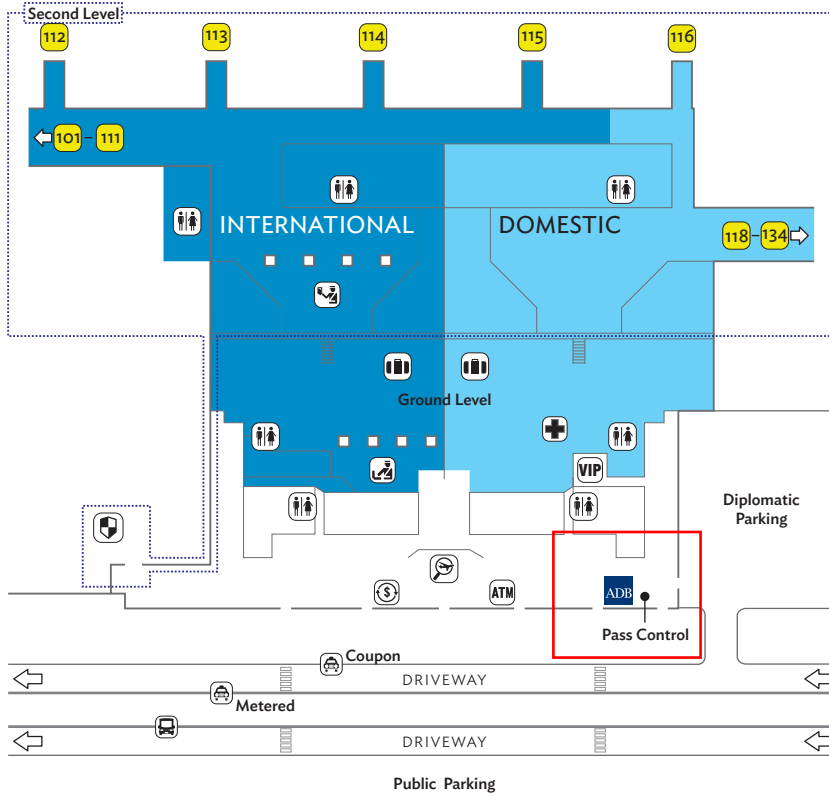 Second Level
112
113
114
115
116
101 – 111
INTERNATIONAL
DOMESTIC
118–134
Ground Level
VIP
Diplomatic
Parking
$
ATM
ADB
Pass Control
Coupon
DRIVEWAY
Metered
DRIVEWAY
Public Parking